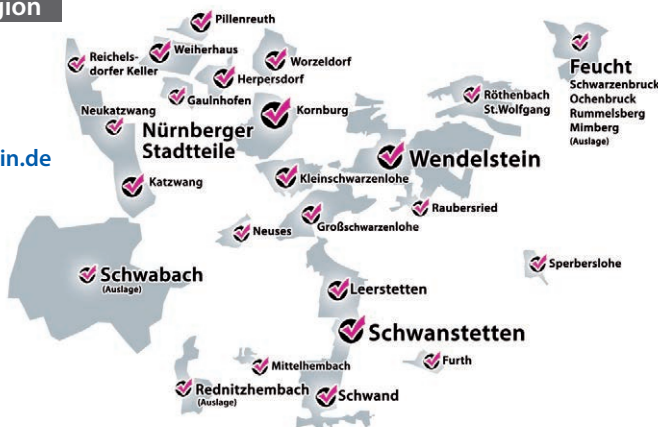 gion
Pillenreuth
Reichels-
dorfer Keller
Weiherhaus
Worzeldorf
Herpersdorf
Gaulnhofen
Neukatzwang
Kornburg
Nürnberger
Stadtteile
in.de
Katzwang
Kleinschwarzenlohe
Wendelstein
Röthenbach
St.Wolfgang
Feucht
Schwarzenbruck
Ochenbruck
Rummelsberg
Mimberg
(Auslage)
Raubersried
Großschwarzenlohe
Neuses
Schwabach
(Auslage)
Sperberslohe
Leerstetten
Schwanstetten
Furth
Mittelhembach
Rednitzhembach
(Auslage)
Schwand